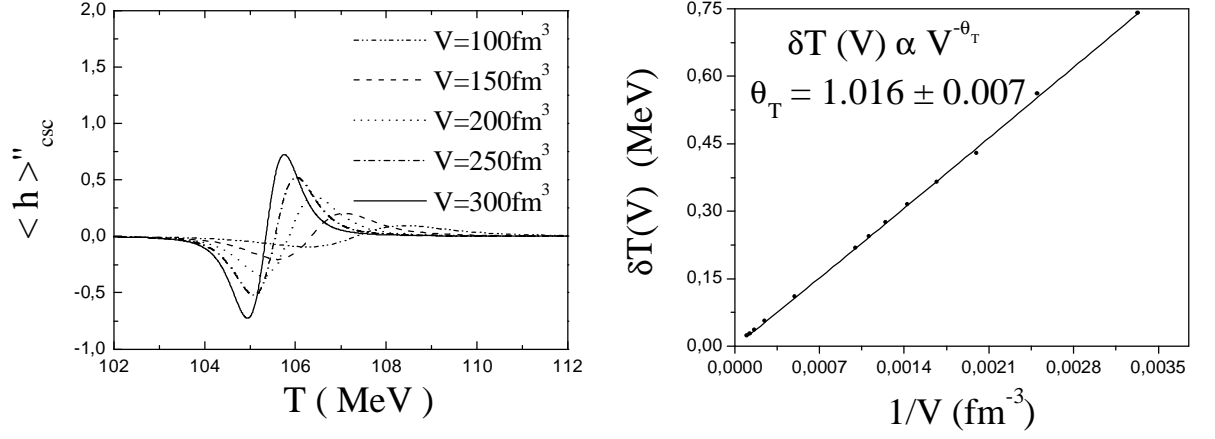 2,0
1,5
1,0
0,5
0,0
-0,5
-1,0
102 104 106 108 110 112
T ( MeV )
< h >"csc
V=100fm³
V=150fm³
V=200fm³
V=250fm³
V=300fm³
δT (V) ∝ V^-θT
θT = 1.016 ± 0.007
δT(V) (MeV)
0,75
0,60
0,45
0,30
0,15
0,00
0,0000 0,0007 0,0014 0,0021 0,0028 0,0035
1/V (fm⁻³)